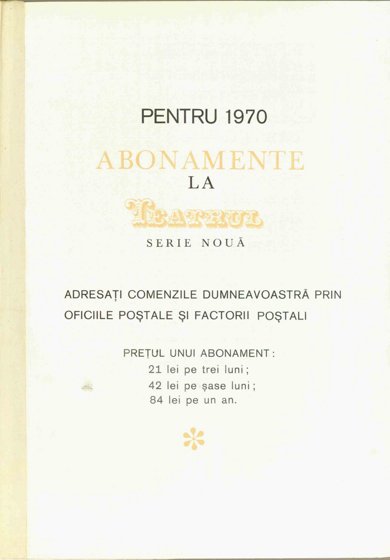 PENTRU 1970
ABONAMENTE
LA
TEATRUL
SERIE NOUĂ
ADRESAȚI COMENZILE DUMNEAVOASTRĂ PRIN
OFICIILE POȘTALE ȘI FACTORII POȘTALI
PREȚUL UNUI ABONAMENT :
21 lei pe trei luni ;
42 lei pe șase luni ;
84 lei pe un an.